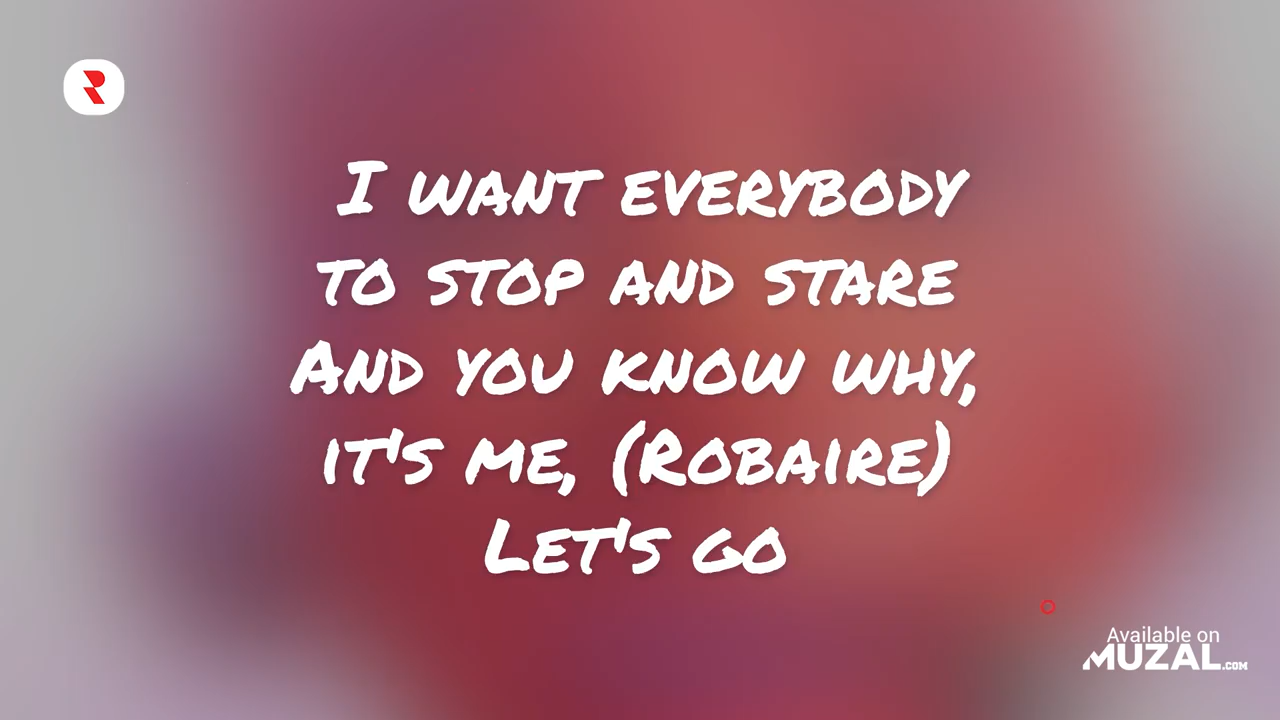 I want everybody
to stop and stare
And you know why,
it's me, (Robaire)
Let's go
Available on
MUZAL.COM